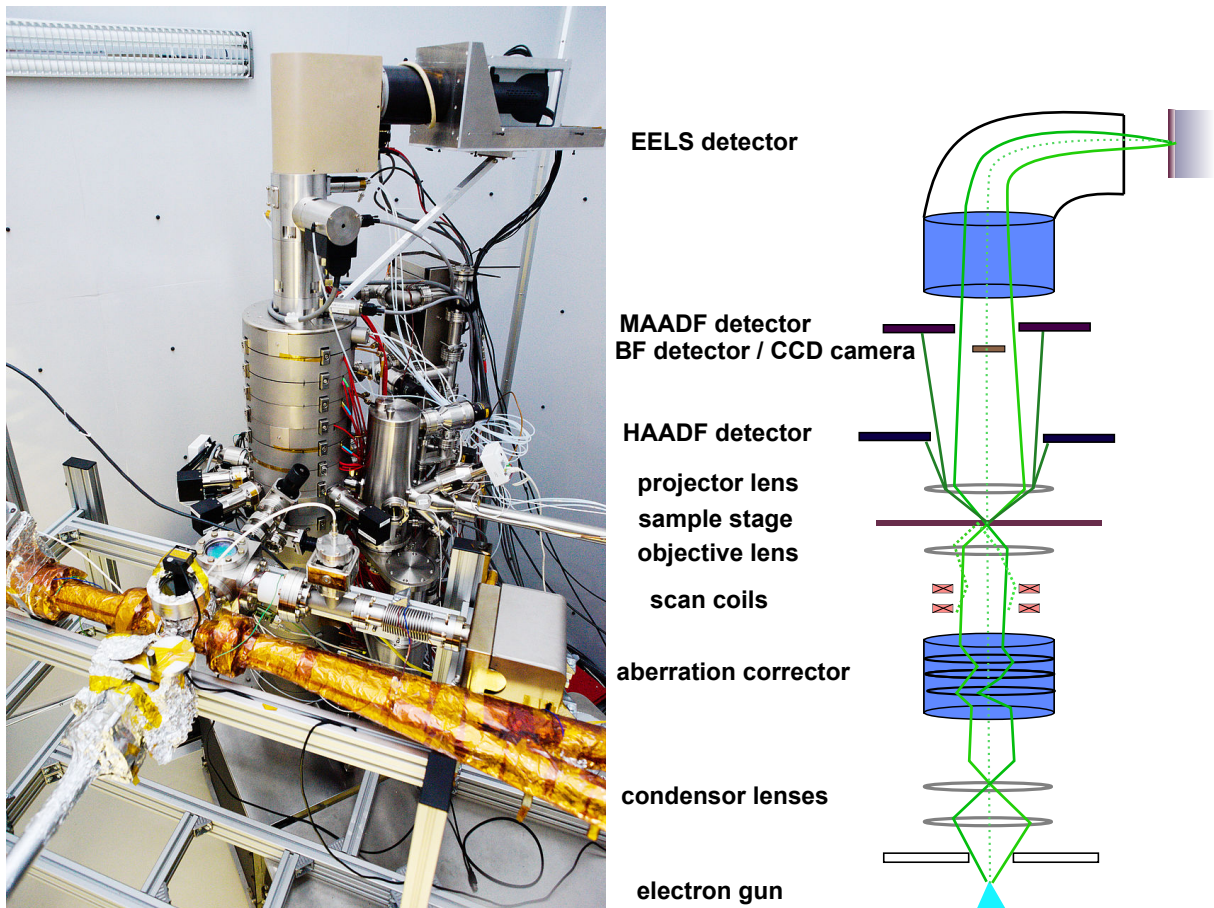 EELS detector
MAADF detector
BF detector / CCD camera
HAADF detector
projector lens
sample stage
objective lens
scan coils
aberration corrector
condensor lenses
electron gun